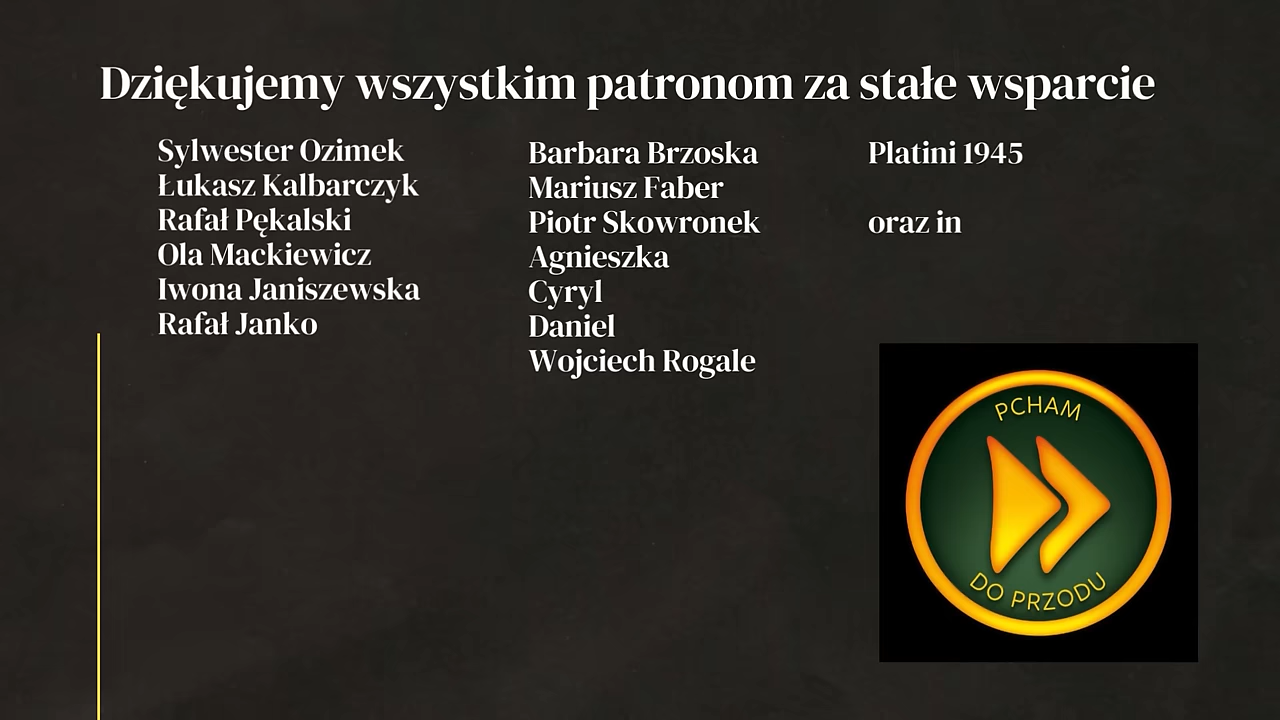 Dziękujemy wszystkim patronom za stałe wsparcie
Sylwester Ozimek
Łukasz Kalbarczyk
Rafał Pękalski
Ola Mackiewicz
Iwona Janiszewska
Rafał Janko
Barbara Brzoska
Mariusz Faber
Piotr Skowronek
Agnieszka
Cyryl
Daniel
Wojciech Rogale
Platini 1945
oraz in
PCHAM
DO PRZODU